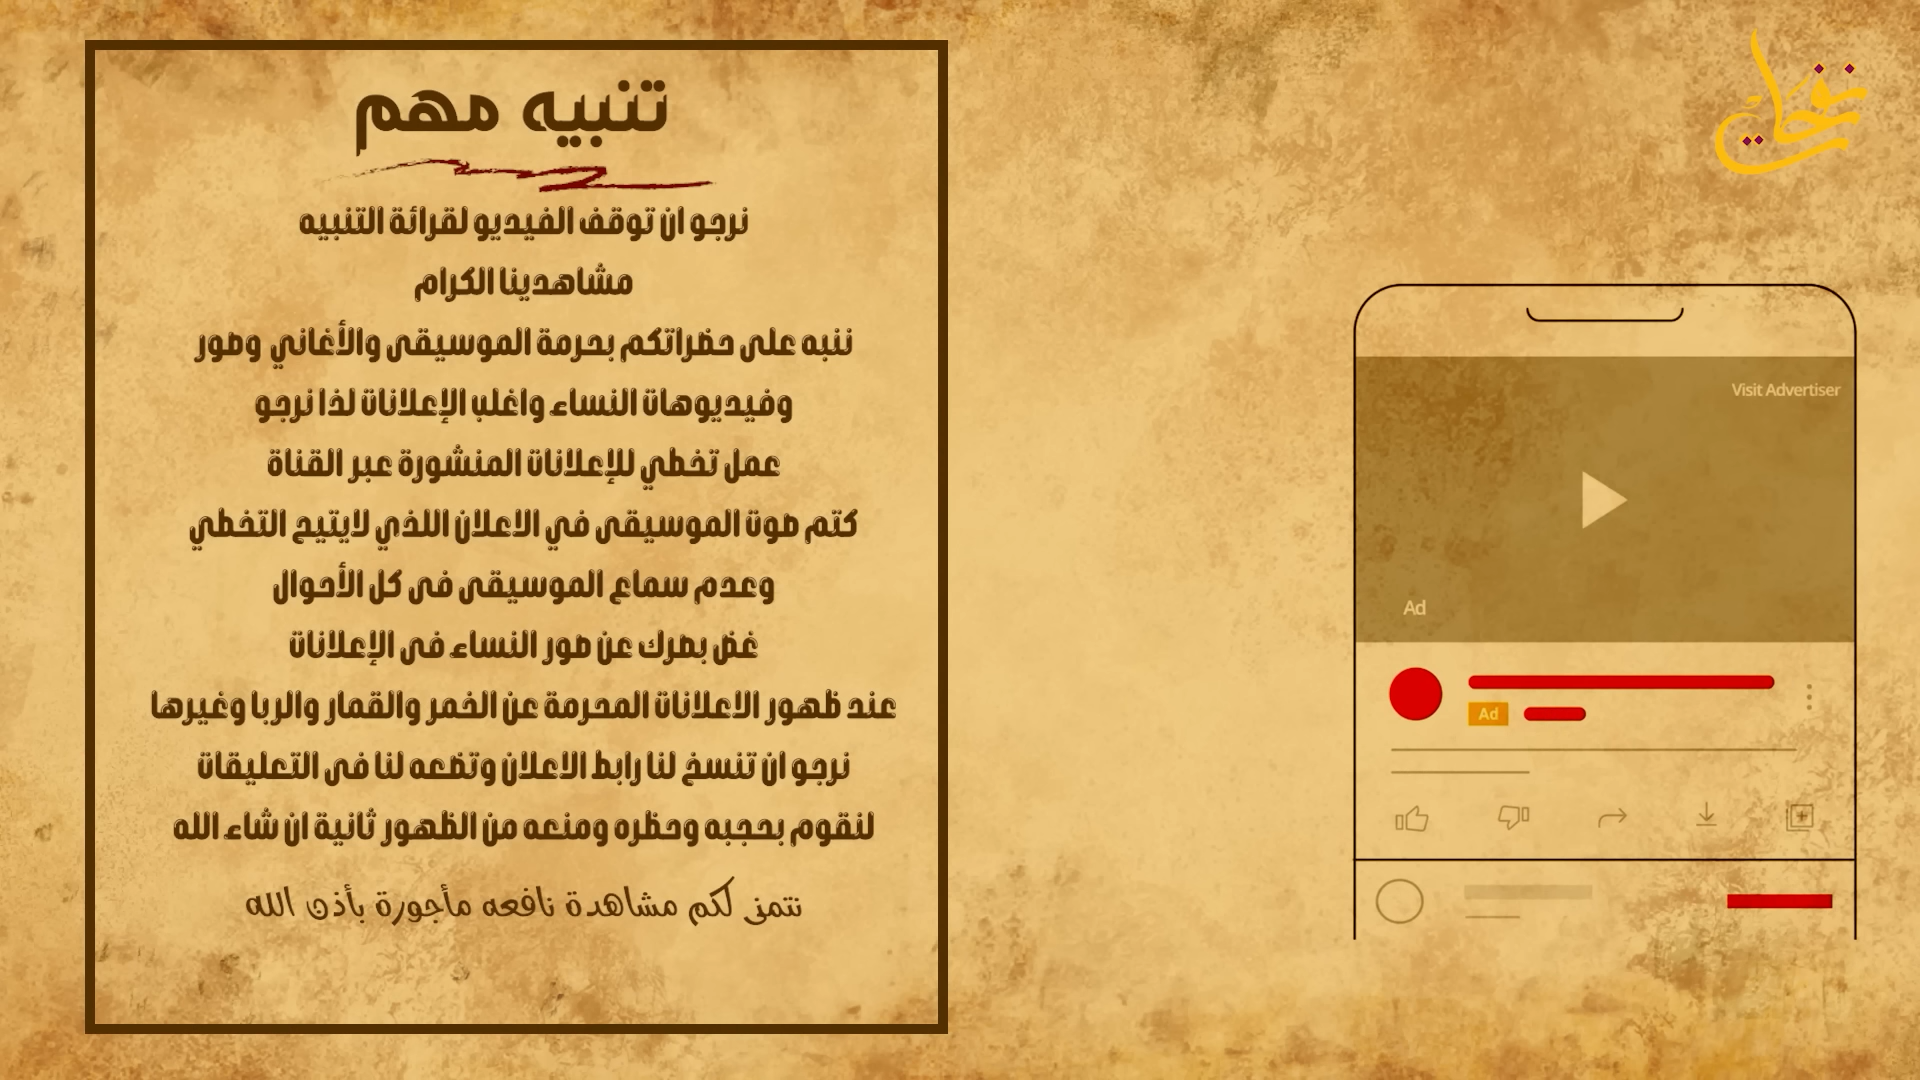 تنبيه مهم
نرجو ان توقف الفيديو لقرائة التنبيه
مشاهدينا الكرام
ننبه على حضراتكم بحرمة الموسيقى والأغاني وصور
وفيديوهات النساء واغلب الإعلانات لذا نرجو
عمل تخطي للإعلانات المنشورة عبر القناة
كتم صوت الموسيقى في الاعلان اللذي لايتيح التخطي
وعدم سماع الموسيقى فى كل الأحوال
غض بصرك عن صور النساء فى الإعلانات
عند ظهور الاعلانات المحرمة عن الخمر والقمار والربا وغيرها
نرجو ان تنسخ لنا رابط الاعلان وتضعه لنا فى التعليقات
لنقوم بحجبه وحظره ومنعه من الظهور ثانية ان شاء الله
نتمنى لكم مشاهدة نافعه مأجورة بأذن الله
نفحات
Visit Advertiser
Ad
Ad